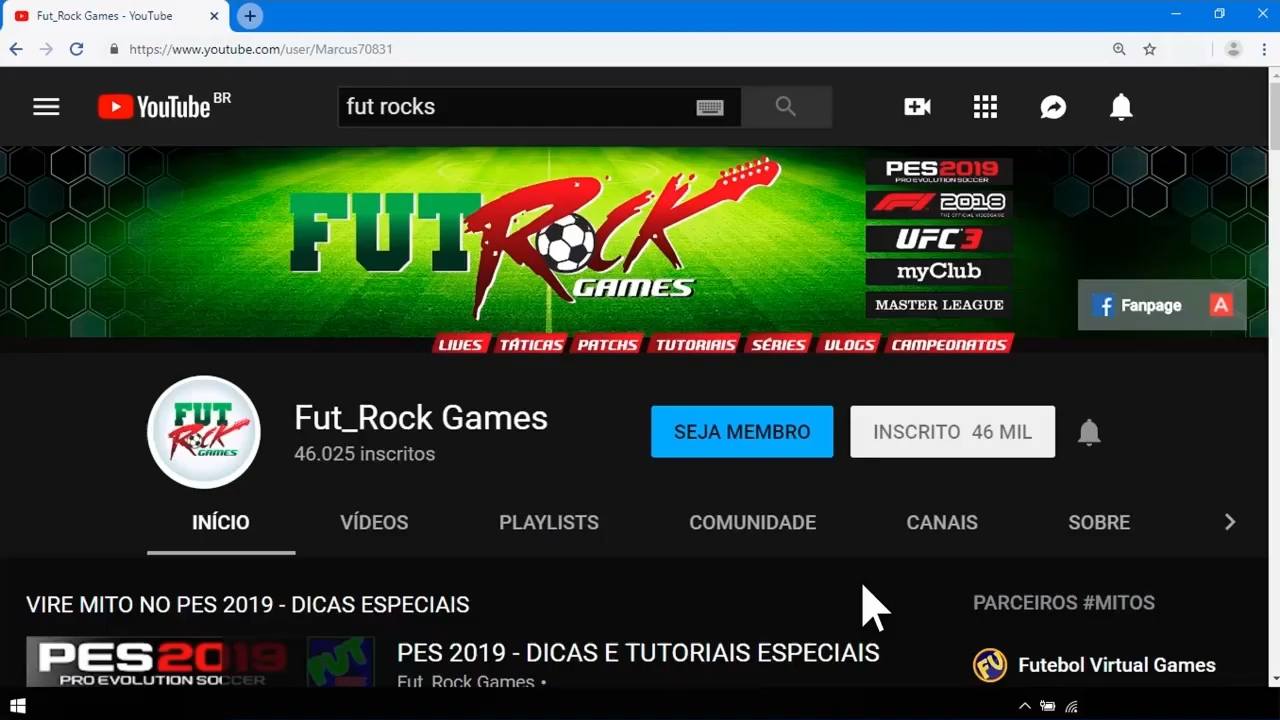 Fut_Rock Games - YouTube
https://www.youtube.com/user/Marcus70831
YouTube BR
fut rocks
FUT ROCK GAMES
PES2019
PRO EVOLUTION SOCCER
F1 2018
THE OFFICIAL VIDEOGAME
UFC 3
myClub
MASTER LEAGUE
f Fanpage A
LIVES TÁTICAS PATCHS TUTORIAIS SÉRIES VLOGS CAMPEONATOS
FUT ROCK GAMES
Fut_Rock Games
46.025 inscritos
SEJA MEMBRO
INSCRITO 46 MIL
INÍCIO VÍDEOS PLAYLISTS COMUNIDADE CANAIS SOBRE
VIRE MITO NO PES 2019 - DICAS ESPECIAIS
PES2019
PRO EVOLUTION SOCCER
FUT
PES 2019 - DICAS E TUTORIAIS ESPECIAIS
Fut_Rock Games •
PARCEIROS #MITOS
FV
Futebol Virtual Games